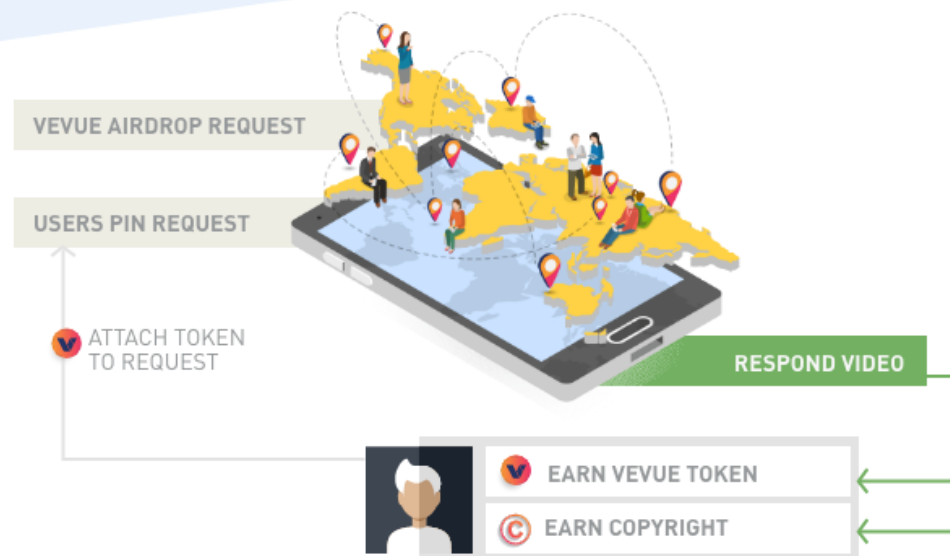 VEVUE AIRDROP REQUEST
USERS PIN REQUEST
ATTACH TOKEN
TO REQUEST
RESPOND VIDEO
EARN VEVUE TOKEN
EARN COPYRIGHT